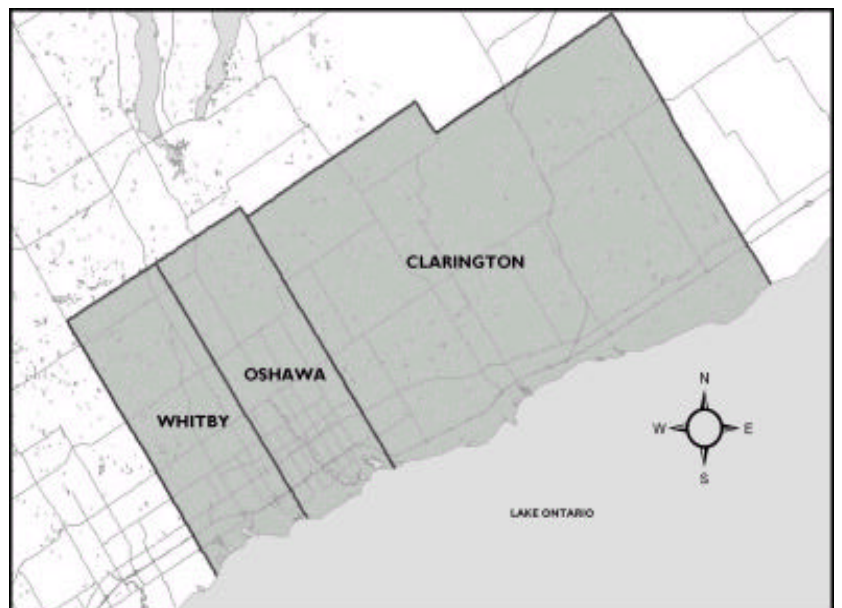 CLARINGTON
OSHAWA
WHITBY
N
W E
S
LAKE ONTARIO